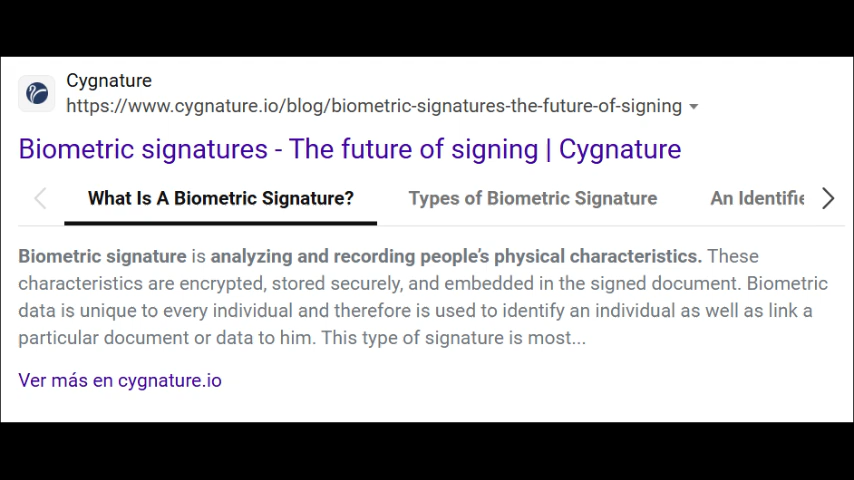 Cygnature
https://www.cygnature.io/blog/biometric-signatures-the-future-of-signing
Biometric signatures - The future of signing | Cygnature
What Is A Biometric Signature? Types of Biometric Signature An Identifie
Biometric signature is analyzing and recording people’s physical characteristics. These
characteristics are encrypted, stored securely, and embedded in the signed document. Biometric
data is unique to every individual and therefore is used to identify an individual as well as link a
particular document or data to him. This type of signature is most...
Ver más en cygnature.io